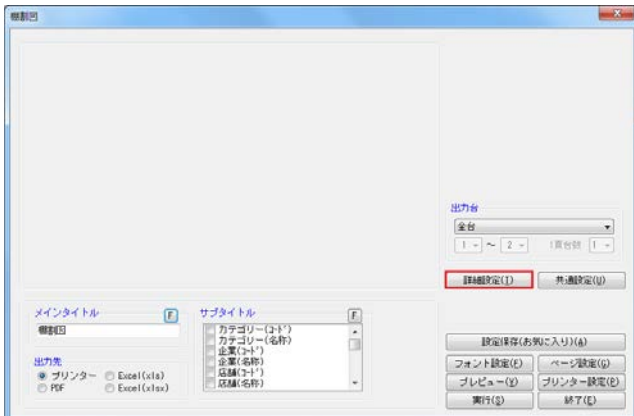 棚割図
出力台
全台
1 ～ 2 1頁台数 1
詳細設定(I) 共通設定(U)
メインタイトル F
棚割図
サブタイトル F
カテゴリー(コード)
カテゴリー(名称)
企業(コード)
企業(名称)
店舗(コード)
店舗(名称)
出力先
プリンター Excel(xls)
PDF Excel(xlsx)
設定保存(お気に入り)(A)
フォント設定(F) ページ設定(G)
プレビュー(V) プリンター設定(P)
実行(S) 終了(E)